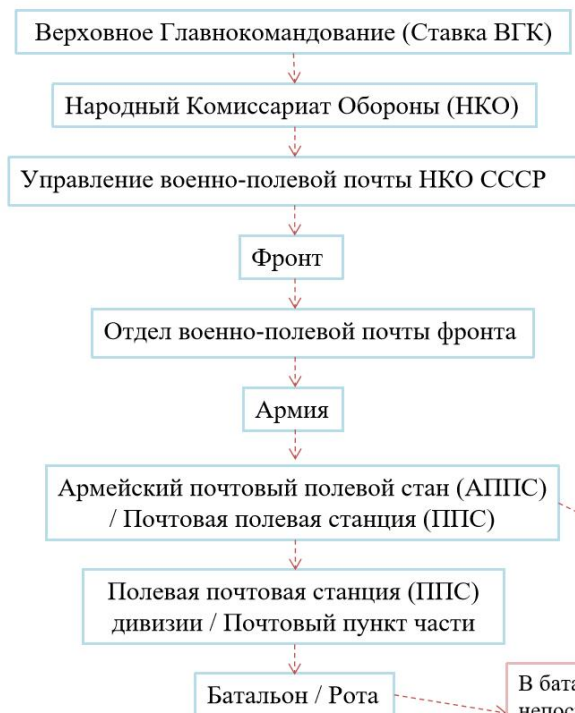 Верховное Главнокомандование (Ставка ВГК)
Народный Комиссариат Обороны (НКО)
Управление военно-полевой почты НКО СССР
Фронт
Отдел военно-полевой почты фронта
Армия
Армейский почтовый полевой стан (АППС)
/ Почтовая полевая станция (ППС)
Полевая почтовая станция (ППС)
дивизии / Почтовый пункт части
Батальон / Рота
В